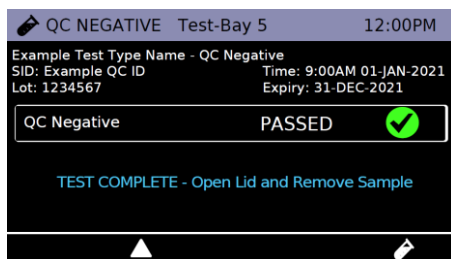 QC NEGATIVE Test-Bay 5 12:00PM
Example Test Type Name - QC Negative
SID: Example QC ID Time: 9:00AM 01-JAN-2021
Lot: 1234567 Expiry: 31-DEC-2021
QC Negative PASSED
TEST COMPLETE - Open Lid and Remove Sample